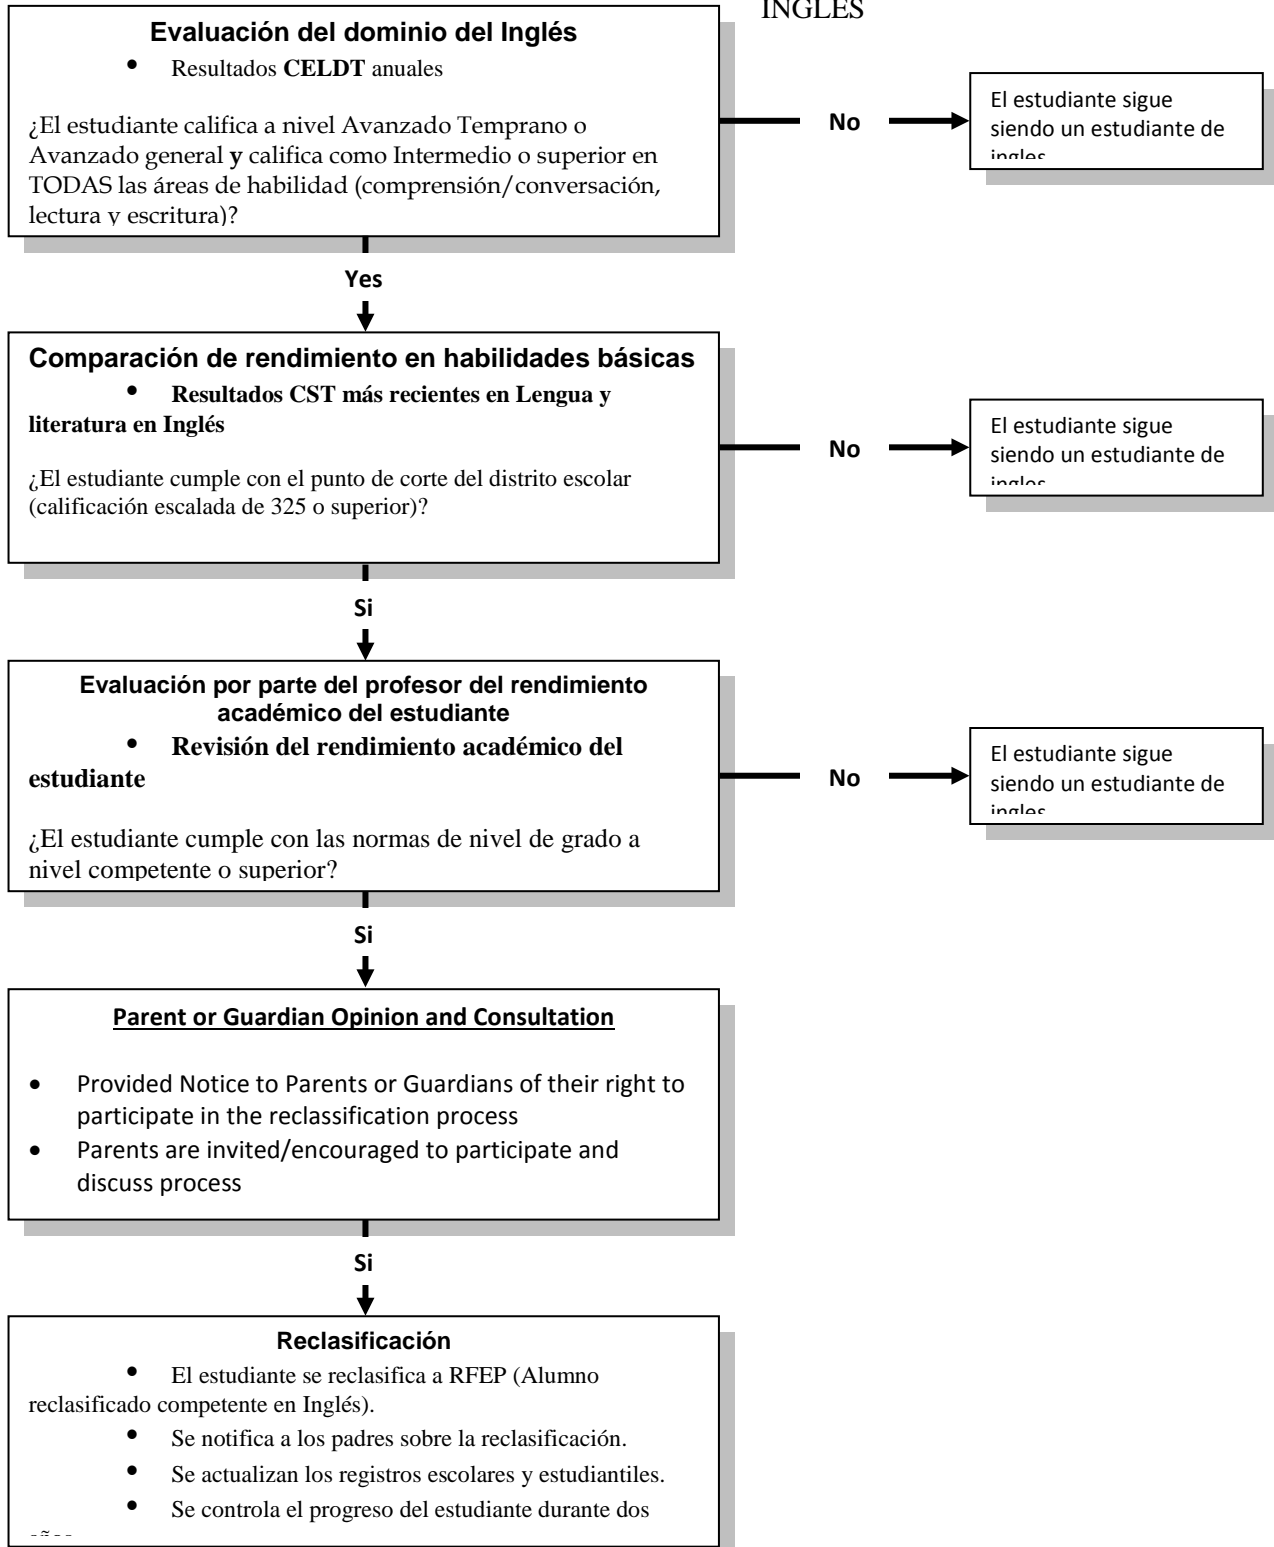 INGLES
Evaluación del dominio del Inglés
• Resultados CELDT anuales
¿El estudiante califica a nivel Avanzado Temprano o
Avanzado general y califica como Intermedio o superior en
TODAS las áreas de habilidad (comprensión/conversación,
lectura y escritura)?
No
El estudiante sigue
siendo un estudiante de
ingles
Yes
Comparación de rendimiento en habilidades básicas
• Resultados CST más recientes en Lengua y
literatura en Inglés
¿El estudiante cumple con el punto de corte del distrito escolar
(calificación escalada de 325 o superior)?
No
El estudiante sigue
siendo un estudiante de
ingles
Si
Evaluación por parte del profesor del rendimiento
académico del estudiante
• Revisión del rendimiento académico del
estudiante
¿El estudiante cumple con las normas de nivel de grado a
nivel competente o superior?
No
El estudiante sigue
siendo un estudiante de
ingles
Si
Parent or Guardian Opinion and Consultation
• Provided Notice to Parents or Guardians of their right to
participate in the reclassification process
• Parents are invited/encouraged to participate and
discuss process
Si
Reclasificación
• El estudiante se reclasifica a RFEP (Alumno
reclasificado competente en Inglés).
• Se notifica a los padres sobre la reclasificación.
• Se actualizan los registros escolares y estudiantiles.
• Se controla el progreso del estudiante durante dos